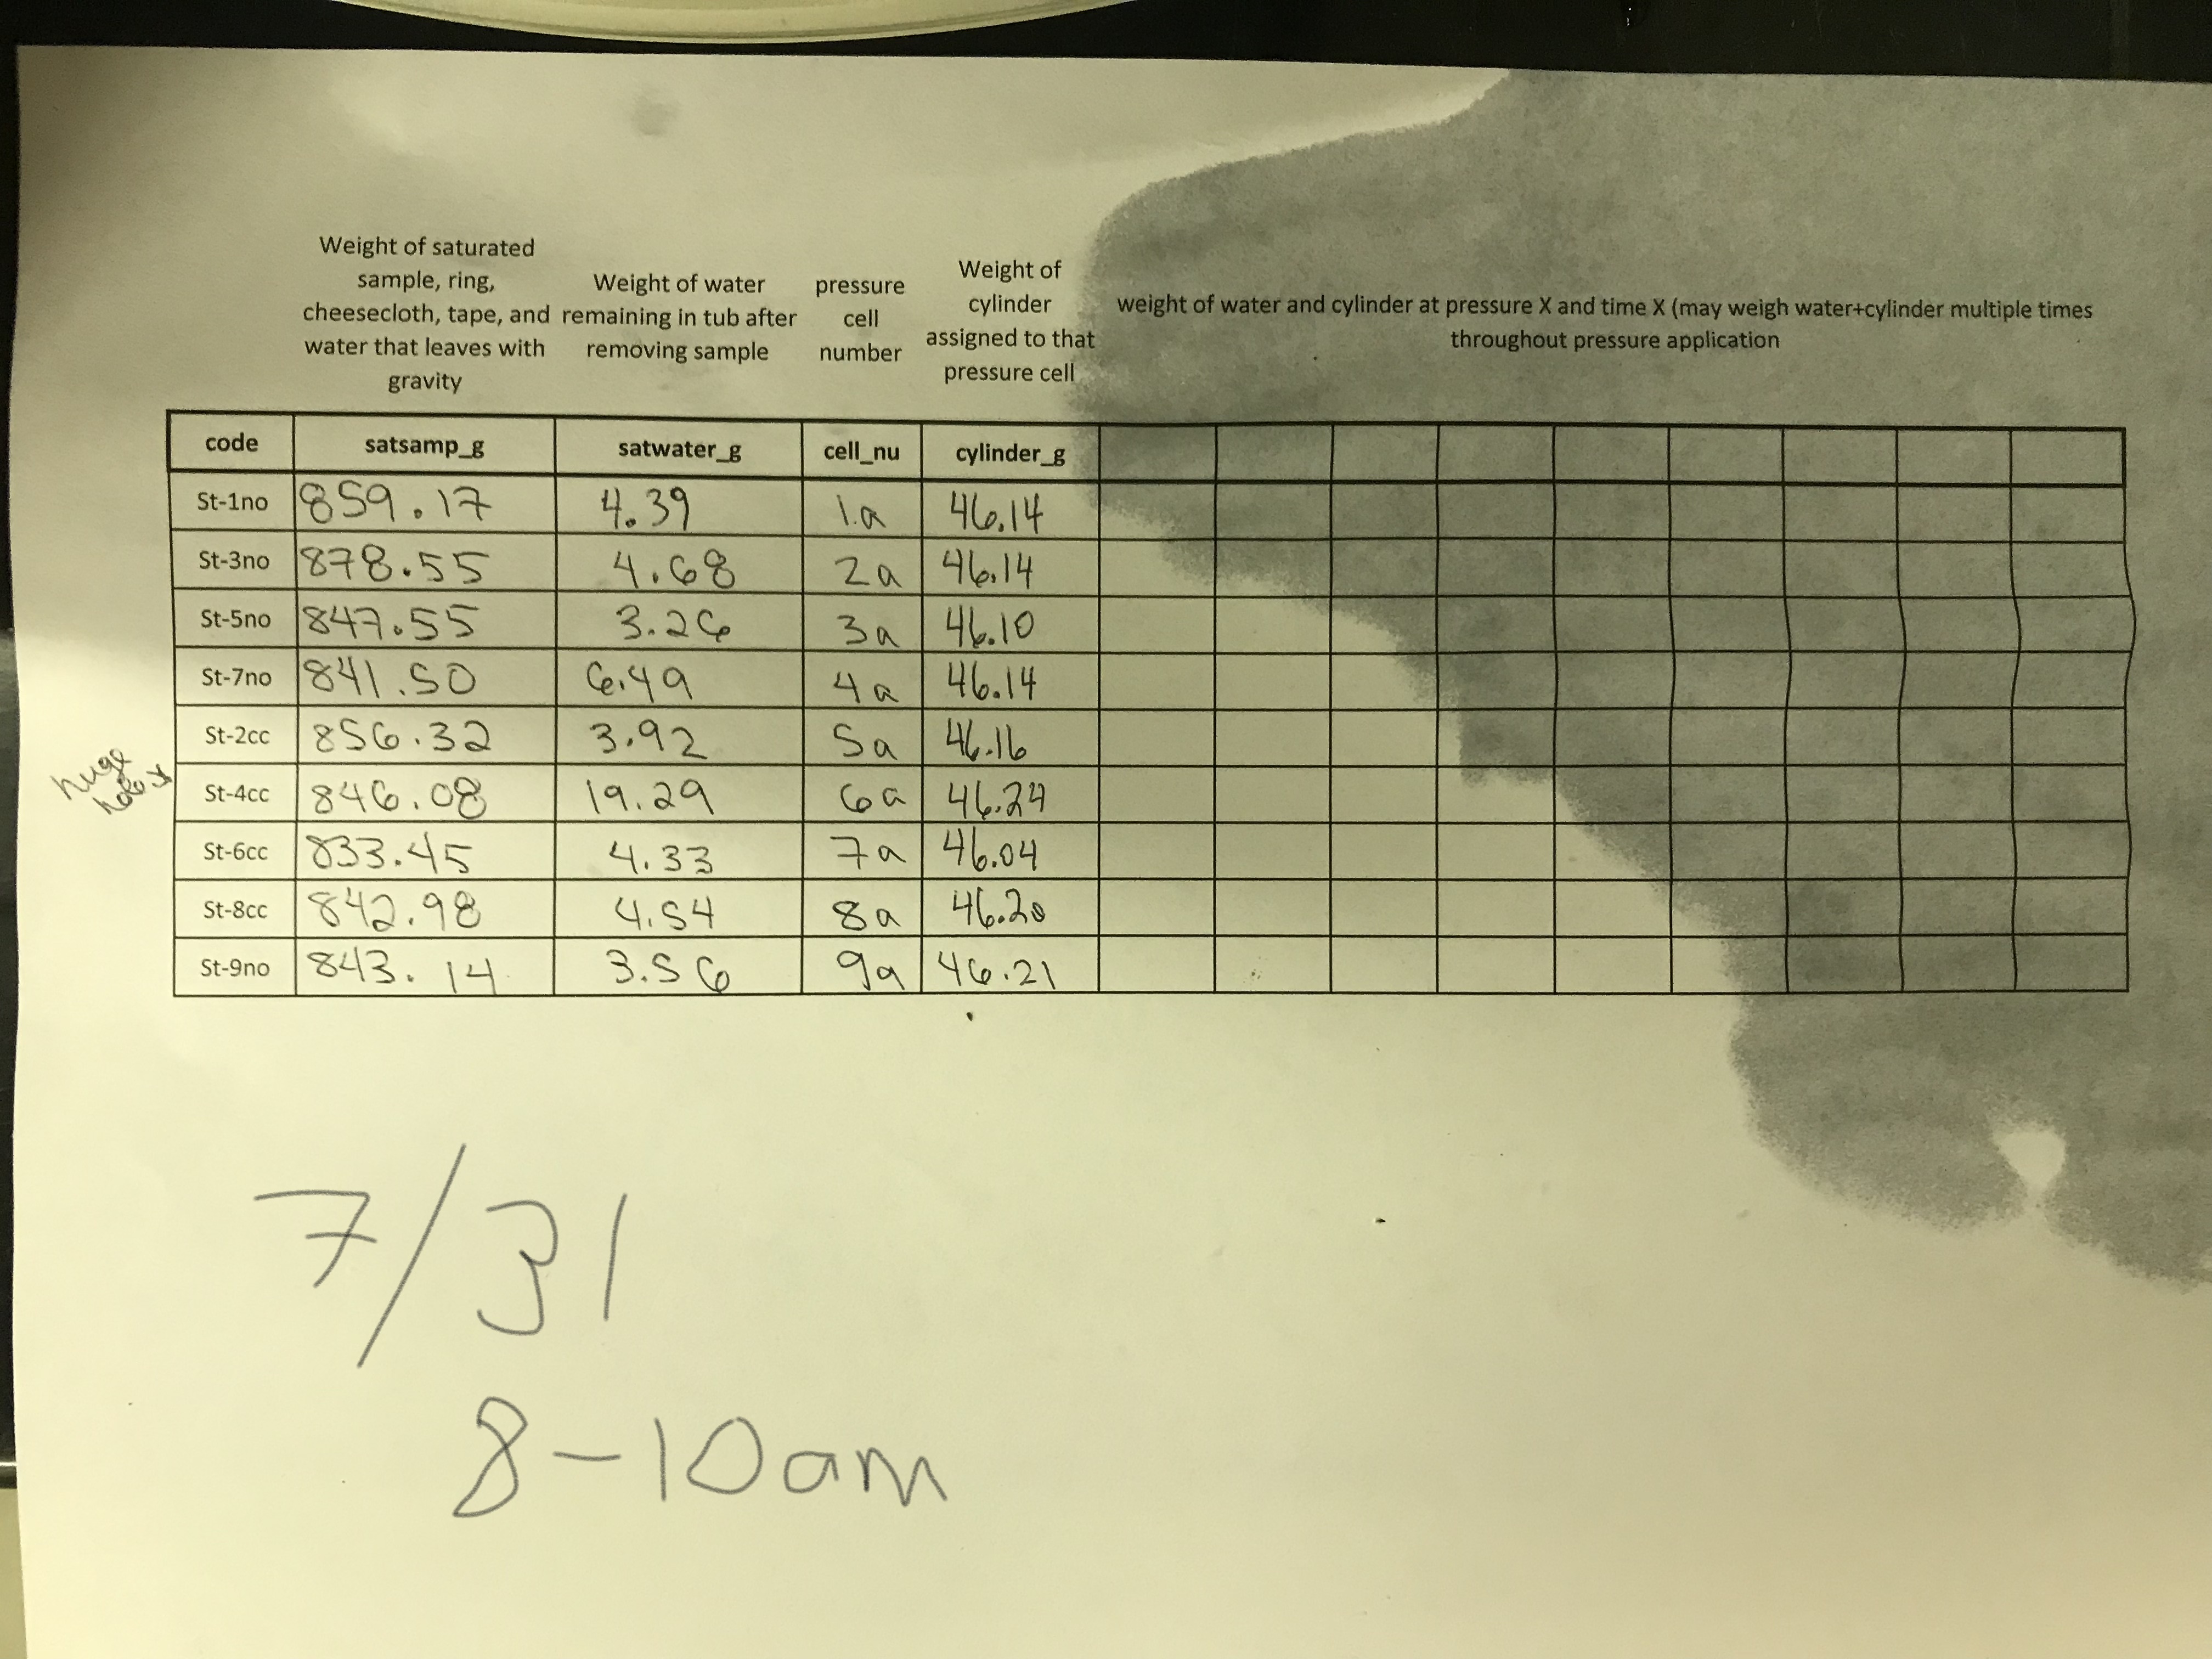 Weight of saturated
sample, ring,
cheesecloth, tape, and
water that leaves with
gravity
Weight of water
remaining in tub after
removing sample
pressure
cell
number
Weight of
cylinder
assigned to that
pressure cell
weight of water and cylinder at pressure X and time X (may weigh water+cylinder multiple times
throughout pressure application
code satsamp_g satwater_g cell_nu cylinder_g
St-1no 859.17 4.39 1.a 46.14
St-3no 878.55 4.68 2a 46.14
St-5no 847.55 3.26 3a 46.10
St-7no 841.50 6.49 4a 46.14
St-2cc 856.32 3.92 5a 46.16
huge
hole
St-4cc 846.08 19.29 6a 46.24
St-6cc 833.45 4.33 7a 46.04
St-8cc 842.98 4.54 8a 46.20
St-9no 843.14 3.56 9a 46.21
7/31
8-10am